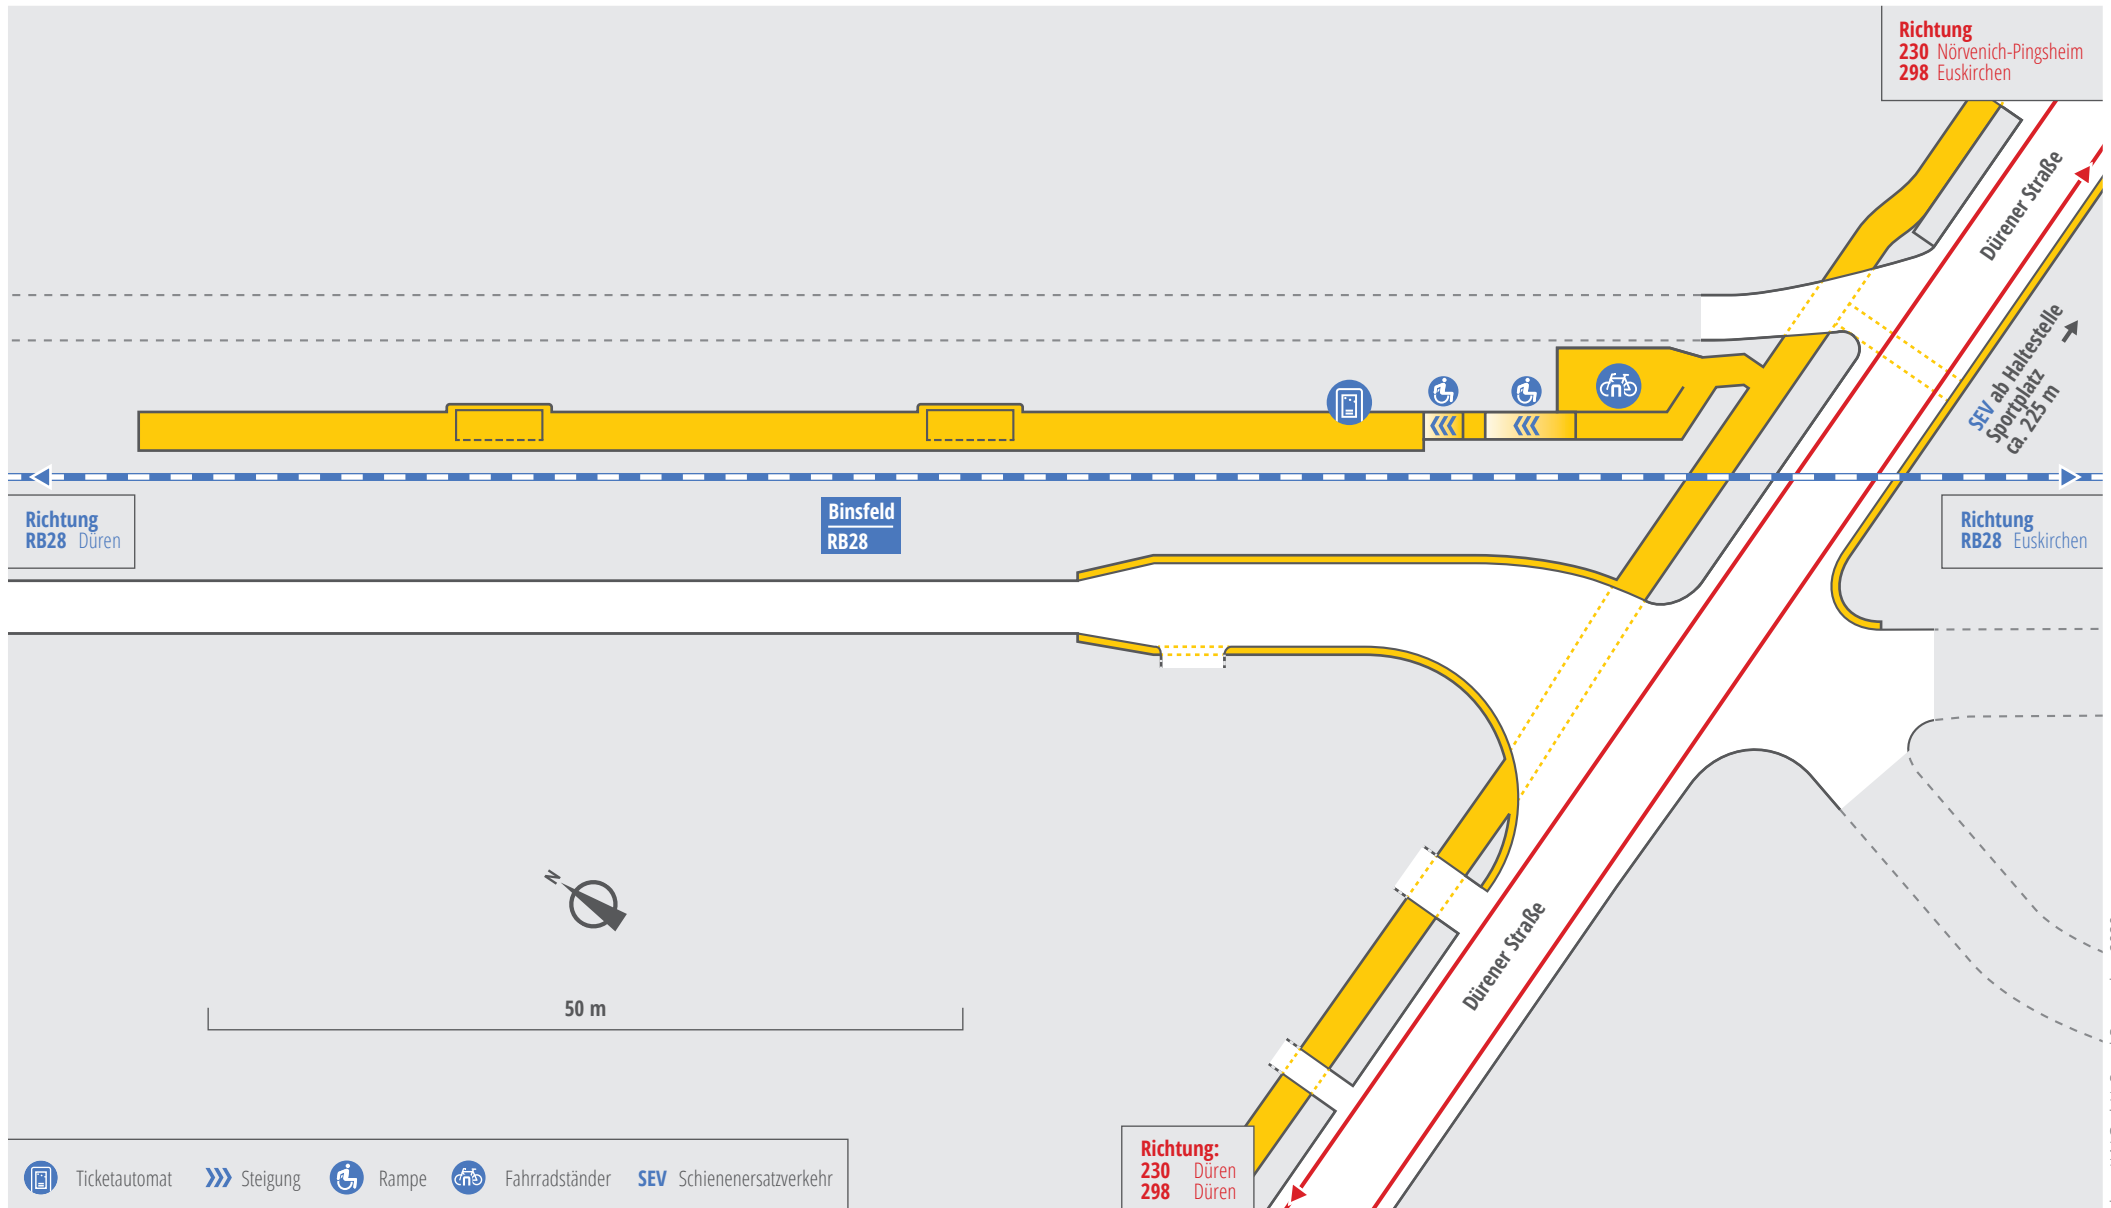 Richtung
230 Nörvenich-Pingsheim
298 Euskirchen
Dürener Straße
SEV ab Haltestelle
Sportplatz
ca. 225 m
Richtung
RB28 Düren
Binsfeld
RB28
Richtung
RB28 Euskirchen
N
Dürener Straße
50 m
Richtung:
230 Düren
298 Düren
Ticketautomat
Steigung
Rampe
Fahrradständer
SEV Schienenersatzverkehr